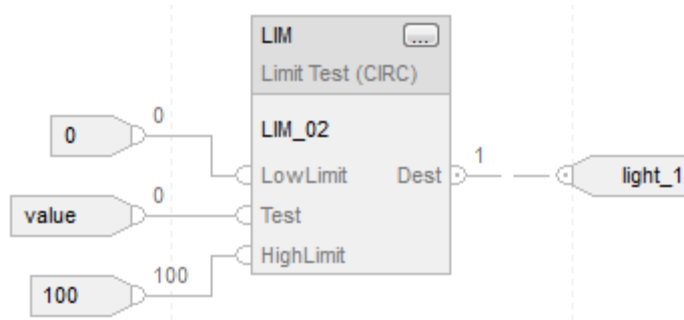 LIM
...
Limit Test (CIRC)
LIM_02
0
0
LowLimit
Dest
1
light_1
value
0
Test
HighLimit
100
100